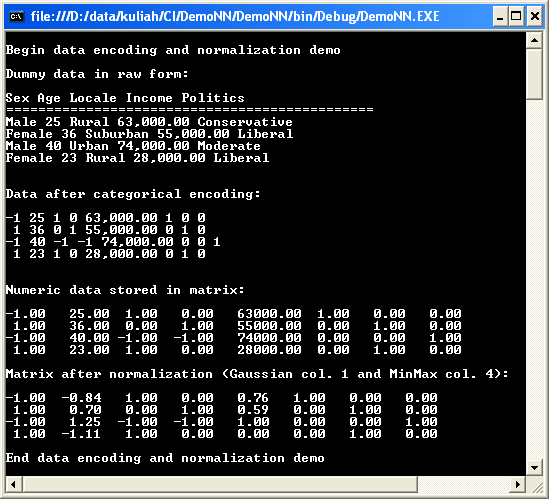 file:///D:/data/kuliah/CI/DemoNN/DemoNN/bin/Debug/DemoNN.EXE
Begin data encoding and normalization demo
Dummy data in raw form:
Sex Age Locale Income Politics
===============================================
Male 25 Rural 63,000.00 Conservative
Female 36 Suburban 55,000.00 Liberal
Male 40 Urban 74,000.00 Moderate
Female 23 Rural 28,000.00 Liberal
Data after categorical encoding:
-1 25 1 0 63,000.00 1 0 0
1 36 0 1 55,000.00 0 1 0
-1 40 -1 -1 74,000.00 0 0 1
1 23 1 0 28,000.00 0 1 0
Numeric data stored in matrix:
-1.00 25.00 1.00 0.00 63000.00 1.00 0.00 0.00
1.00 36.00 0.00 1.00 55000.00 0.00 1.00 0.00
-1.00 40.00 -1.00 -1.00 74000.00 0.00 0.00 1.00
1.00 23.00 1.00 0.00 28000.00 0.00 1.00 0.00
Matrix after normalization (Gaussian col. 1 and MinMax col. 4):
-1.00 -0.84 1.00 0.00 0.76 1.00 0.00 0.00
1.00 0.70 0.00 1.00 0.59 0.00 1.00 0.00
-1.00 1.25 -1.00 -1.00 1.00 0.00 0.00 1.00
1.00 -1.11 1.00 0.00 0.00 0.00 1.00 0.00
End data encoding and normalization demo